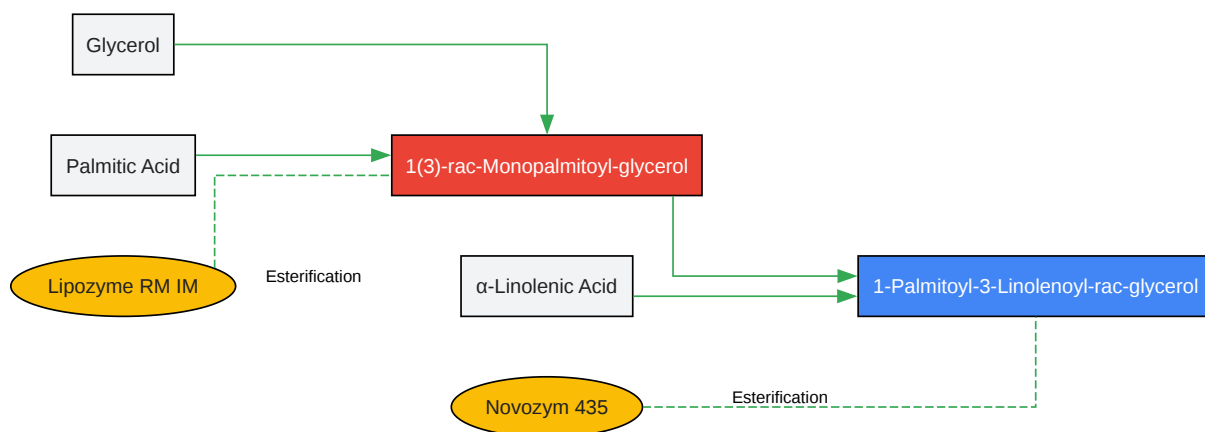 Glycerol
Palmitic Acid
1(3)-rac-Monopalmitoyl-glycerol
Lipozyme RM IM
Esterification
α-Linolenic Acid
1-Palmitoyl-3-Linolenoyl-rac-glycerol
Novozym 435
Esterification